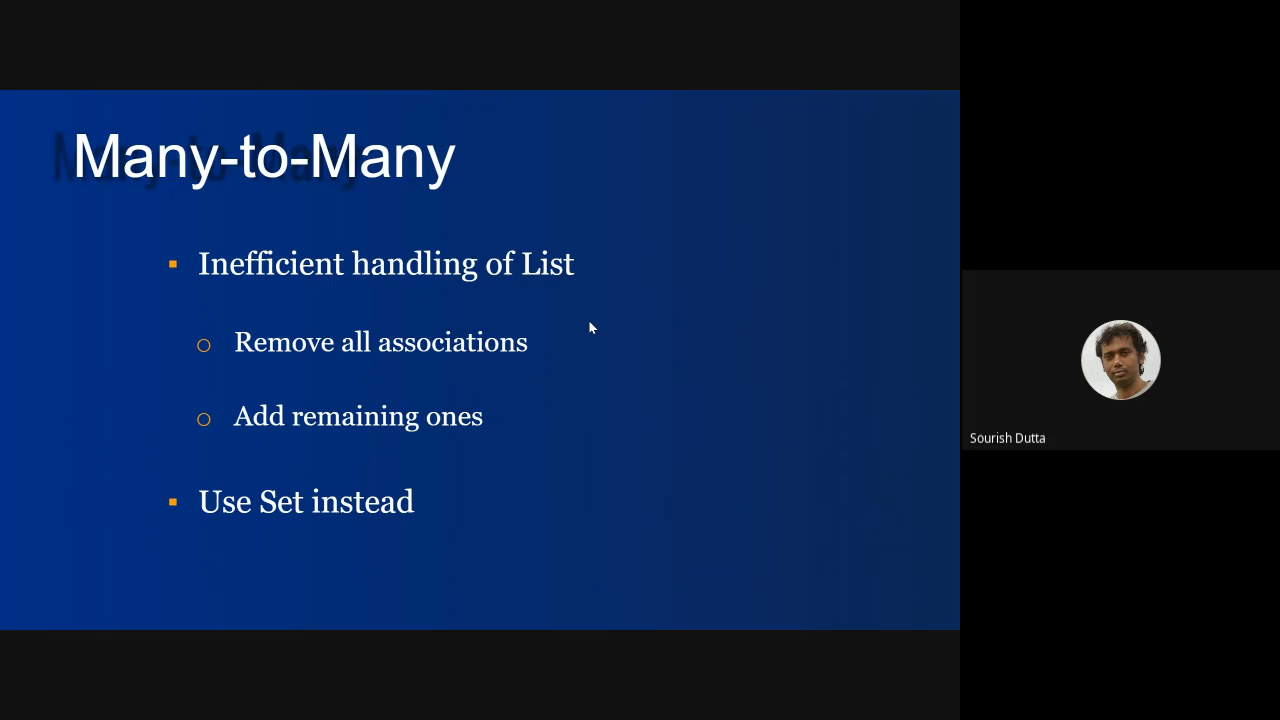 Many-to-Many
Inefficient handling of List
Remove all associations
Add remaining ones
Use Set instead
Sourish Dutta